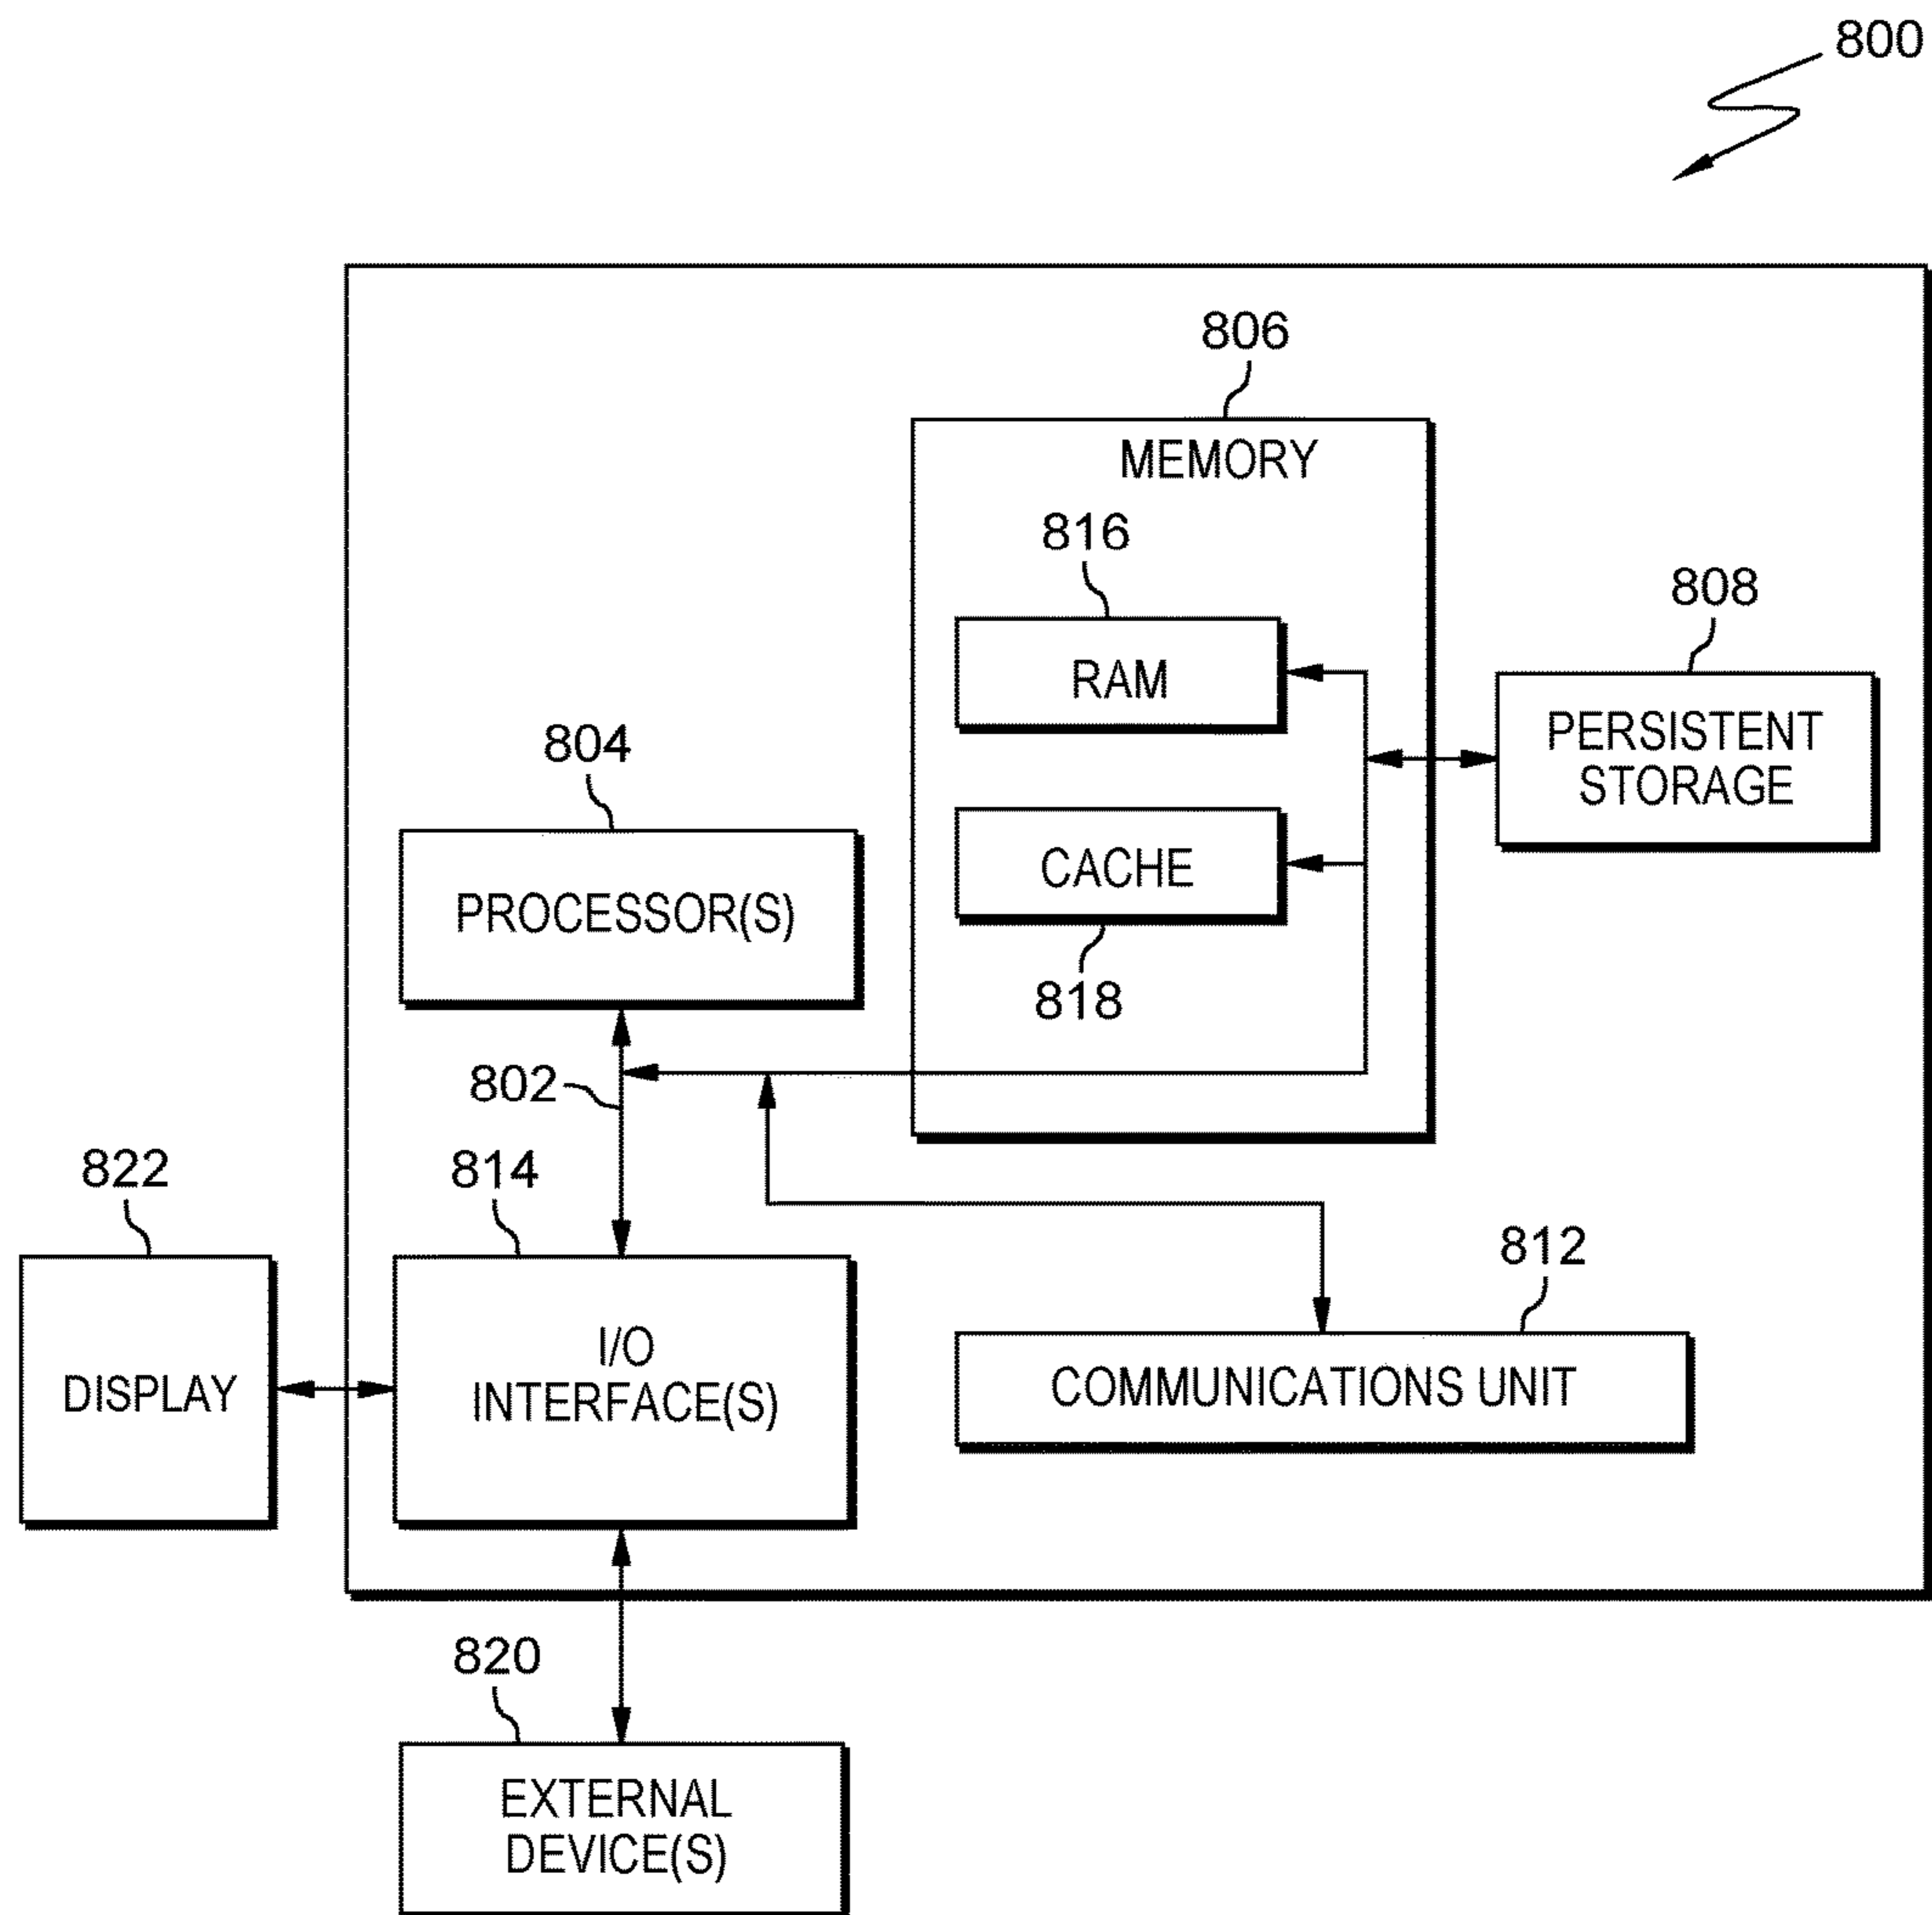 800
806
MEMORY
816
RAM
808
PERSISTENT
STORAGE
804
PROCESSOR(S)
CACHE
818
802
822
DISPLAY
814
I/O
INTERFACE(S)
812
COMMUNICATIONS UNIT
820
EXTERNAL
DEVICE(S)